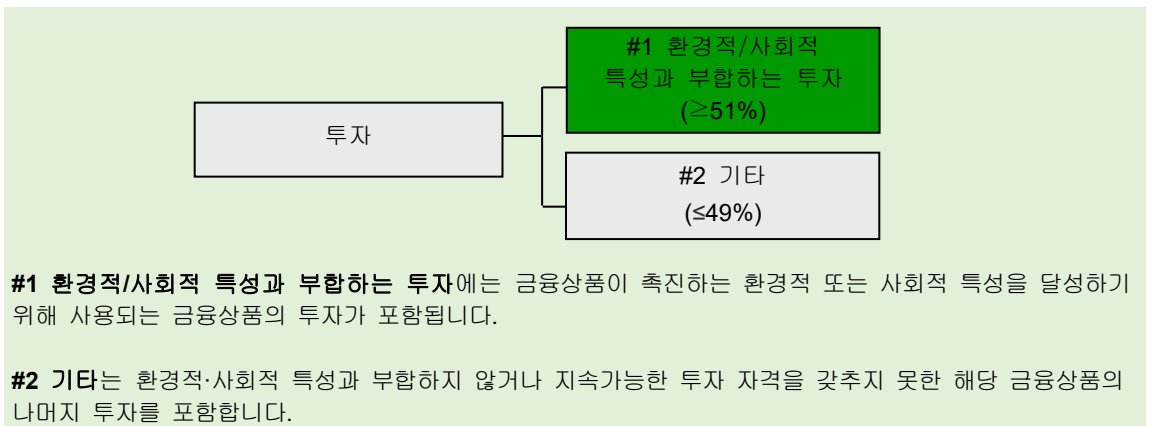 #1 환경적/사회적
특성과 부합하는 투자
(≥51%)
투자
#2 기타
(≤49%)
#1 환경적/사회적 특성과 부합하는 투자에는 금융상품이 촉진하는 환경적 또는 사회적 특성을 달성하기
위해 사용되는 금융상품의 투자가 포함됩니다.
#2 기타는 환경적·사회적 특성과 부합하지 않거나 지속가능한 투자 자격을 갖추지 못한 해당 금융상품의
나머지 투자를 포함합니다.